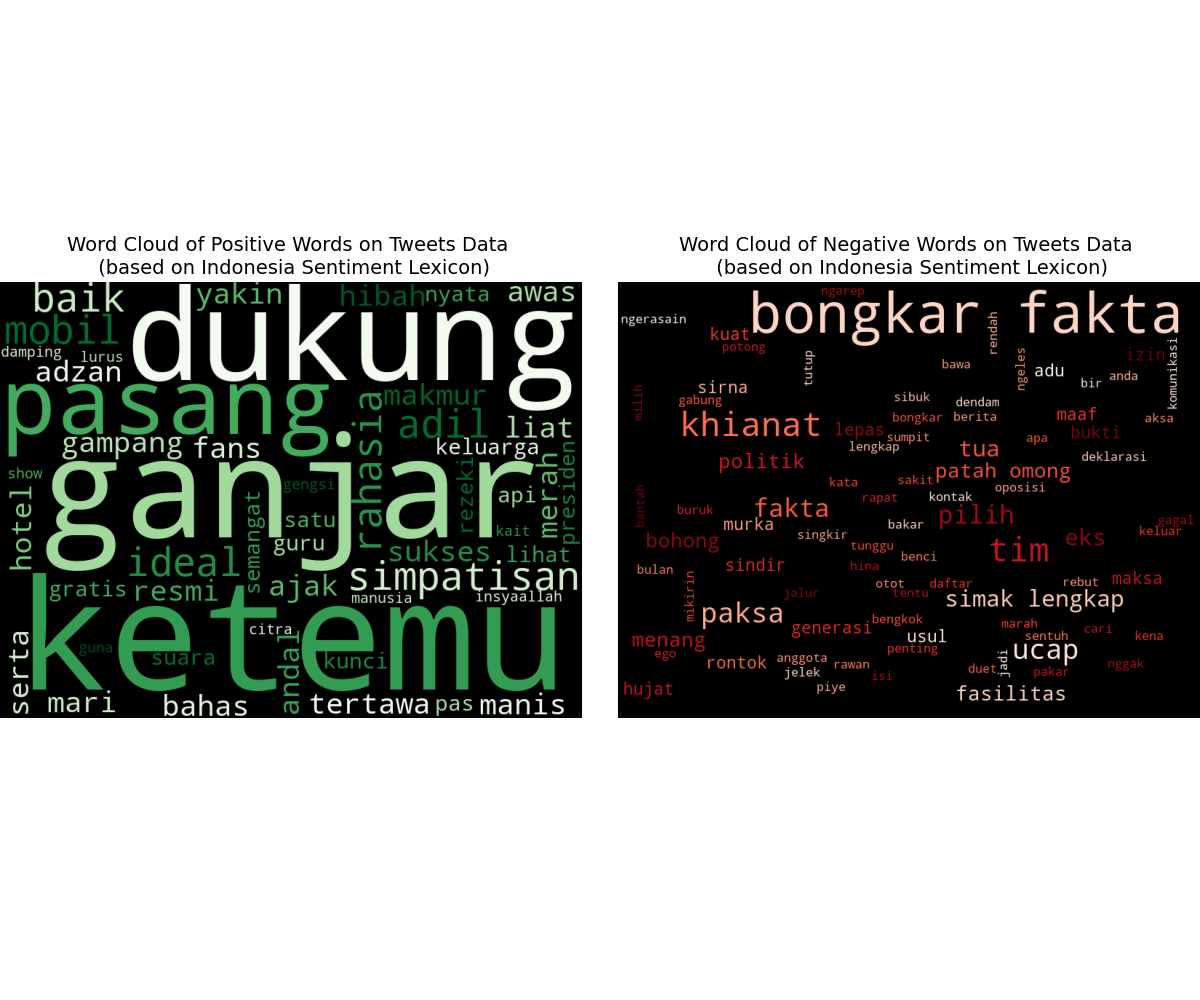 Word Cloud of Positive Words on Tweets Data
(based on Indonesia Sentiment Lexicon)
baik
yakin
hibah
nyata
awas
mobil
dukung
damping
lurus
adzan
pasang
makmur
adil
liat
gampang
fans
rahasia
keluarga
show
ganjar
gengsi
rezeki
api
merah
presiden
hotel
semangat
satu
kait
guru
ideal
sukses
lihat
gratis
resmi
ajak
simpatisan
manusia
insyaallah
ketemu
citra
guna
suara
andal
kunci
serta
mari
bahas
tertawa
pas
manis
Word Cloud of Negative Words on Tweets Data
(based on Indonesia Sentiment Lexicon)
ngarep
bongkar fakta
ngerasain
kuat
potong
rendah
izin
komunikasi
tutup
bawa
ngeles
adu
bir
anda
sirna
gabung
milih
sibuk
dendam
khianat
lepas
bongkar
berita
maaf
aksa
sumpit
lengkap
tua
apa
bukti
deklarasi
politik
patah omong
kata
sakit
oposisi
bantah
rapat
kontak
buruk
fakta
murka
singkir
bakar
pilih
gagal
keluar
bohong
tunggu
benci
tim
eks
bulan
sindir
hina
mikirin
jalur
otot
tentu
daftar
rebut
maksa
simak lengkap
paksa
generasi
bengkok
marah
cari
menang
usul
penting
sentuh
kena
ego
rontok
anggota
jelek
rawan
isi
jadi
ucap
duet
pakar
nggak
hujat
piye
fasilitas